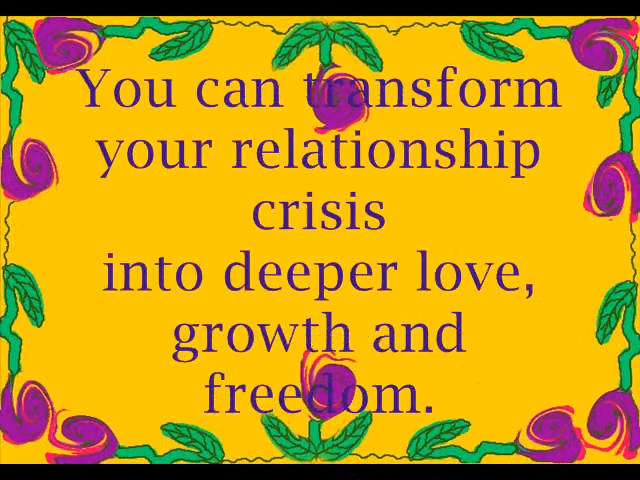 You can transform
your relationship
crisis
into deeper love,
growth and
freedom.